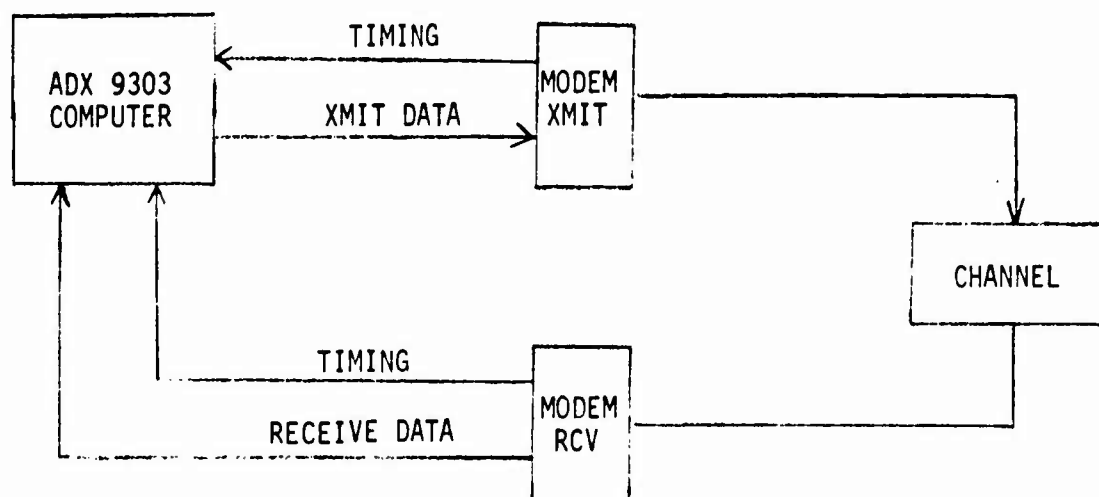 TIMING
ADX 9303
COMPUTER
XMIT DATA
MODEM
XMIT
CHANNEL
TIMING
MODEM
RCV
RECEIVE DATA